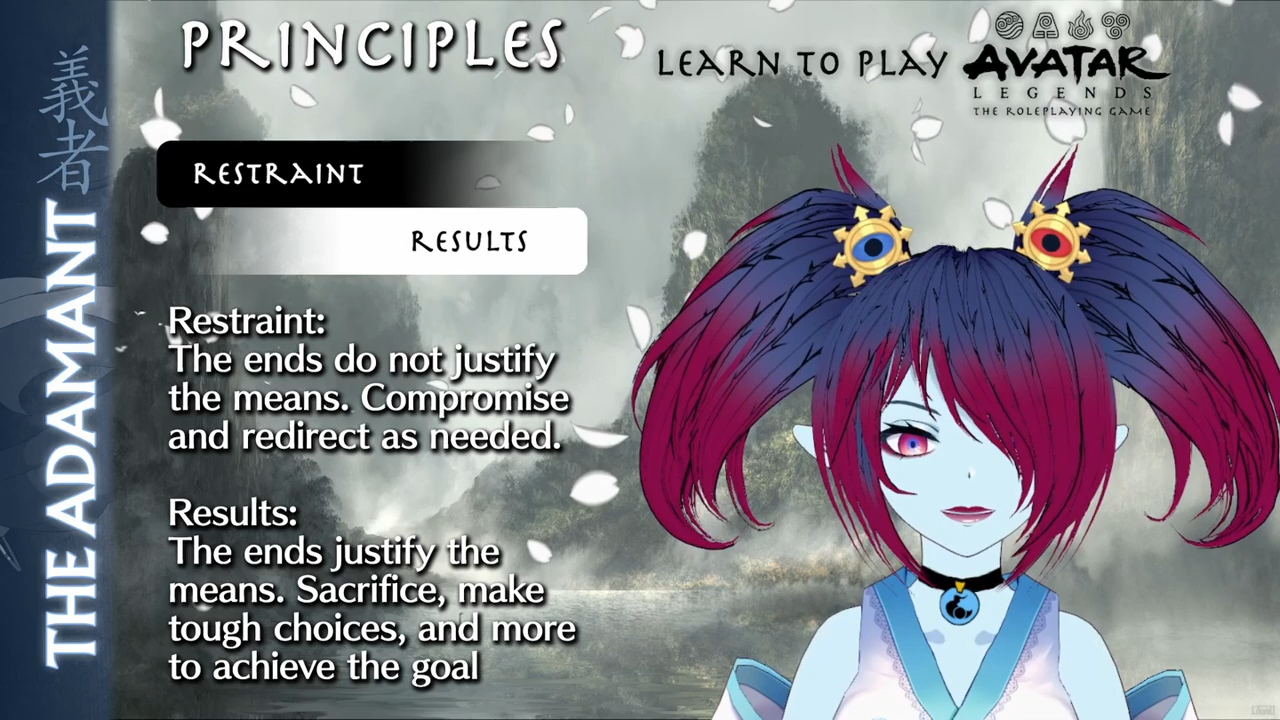 義者
THE ADAMANT
PRINCIPLES
RESTRAINT
RESULTS
Restraint:
The ends do not justify
the means. Compromise
and redirect as needed.
Results:
The ends justify the
means. Sacrifice, make
tough choices, and more
to achieve the goal
LEARN TO PLAY
AVATAR
LEGENDS
THE ROLEPLAYING GAME